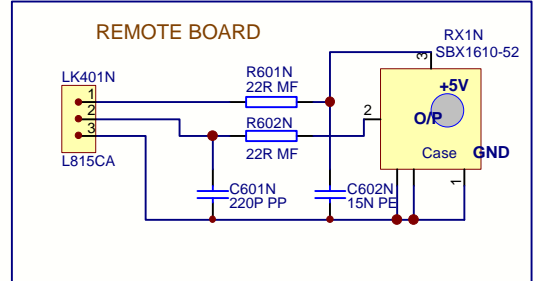 REMOTE BOARD
RX1N
SBX1610-52
LK401N
1
2
3
L815CA
R601N
22R MF
R602N
22R MF
C601N
220P PP
C602N
15N PE
3
+5V
2
O/P
Case
GND
1